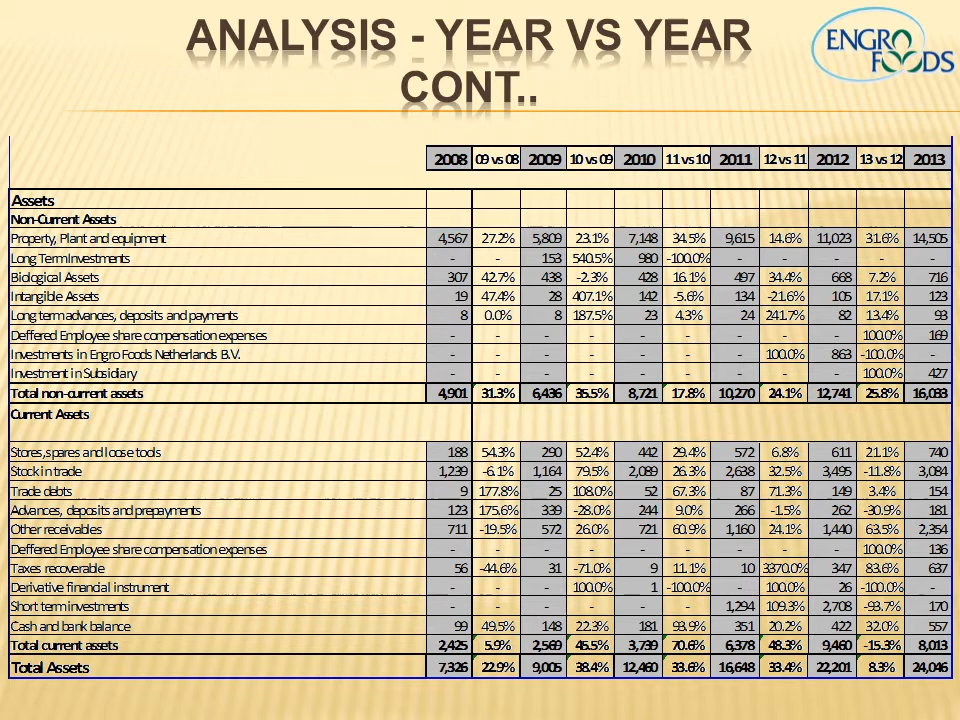 ANALYSIS - YEAR VS YEAR
CONT..
ENGRO
FOODS
2008 09 vs 08 2009 10 vs 09 2010 11 vs 10 2011 12 vs 11 2012 13 vs 12 2013
Assets
Non-Current Assets
Property, Plant and equipment 4,567 27.2% 5,809 23.1% 7,148 34.5% 9,615 14.6% 11,023 31.6% 14,505
Long Term Investments - - 153 540.5% 980 -100.0% - - - - -
Biological Assets 307 42.7% 438 -2.3% 428 16.1% 497 34.4% 668 7.2% 716
Intangible Assets 19 47.4% 28 407.1% 142 -5.6% 134 -21.6% 105 17.1% 123
Long term advances, deposits and payments 8 0.0% 8 187.5% 23 4.3% 24 241.7% 82 13.4% 93
Deffered Employee share compensation expenses - - - - - - - - - 100.0% 169
Investments in Engro Foods Netherlands B.V. - - - - - - - 100.0% 863 -100.0% -
Investment in Subsidiary - - - - - - - - - 100.0% 427
Total non-current assets 4,901 31.3% 6,436 35.5% 8,721 17.8% 10,270 24.1% 12,741 25.8% 16,033
Current Assets
Stores,spares and loose tools 188 54.3% 290 52.4% 442 29.4% 572 6.8% 611 21.1% 740
Stock in trade 1,239 -6.1% 1,164 79.5% 2,089 26.3% 2,638 32.5% 3,495 -11.8% 3,084
Trade debts 9 177.8% 25 108.0% 52 67.3% 87 71.3% 149 3.4% 154
Advances, deposits and prepayments 123 175.6% 339 -28.0% 244 9.0% 266 -1.5% 262 -30.9% 181
Other receivables 711 -19.5% 572 26.0% 721 60.9% 1,160 24.1% 1,440 63.5% 2,354
Deffered Employee share compensation expenses - - - - - - - - - 100.0% 136
Taxes recoverable 56 -44.6% 31 -71.0% 9 11.1% 10 3370.0% 347 83.6% 637
Derivative financial instrument - - - 100.0% 1 -100.0% - 100.0% 26 -100.0% -
Short term investments - - - - - - 1,294 109.3% 2,708 -93.7% 170
Cash and bank balance 99 49.5% 148 22.3% 181 93.9% 351 20.2% 422 32.0% 557
Total current assets 2,425 5.9% 2,569 45.5% 3,739 70.6% 6,378 48.3% 9,460 -15.3% 8,013
Total Assets 7,326 22.9% 9,005 38.4% 12,460 33.6% 16,648 33.4% 22,201 8.3% 24,046